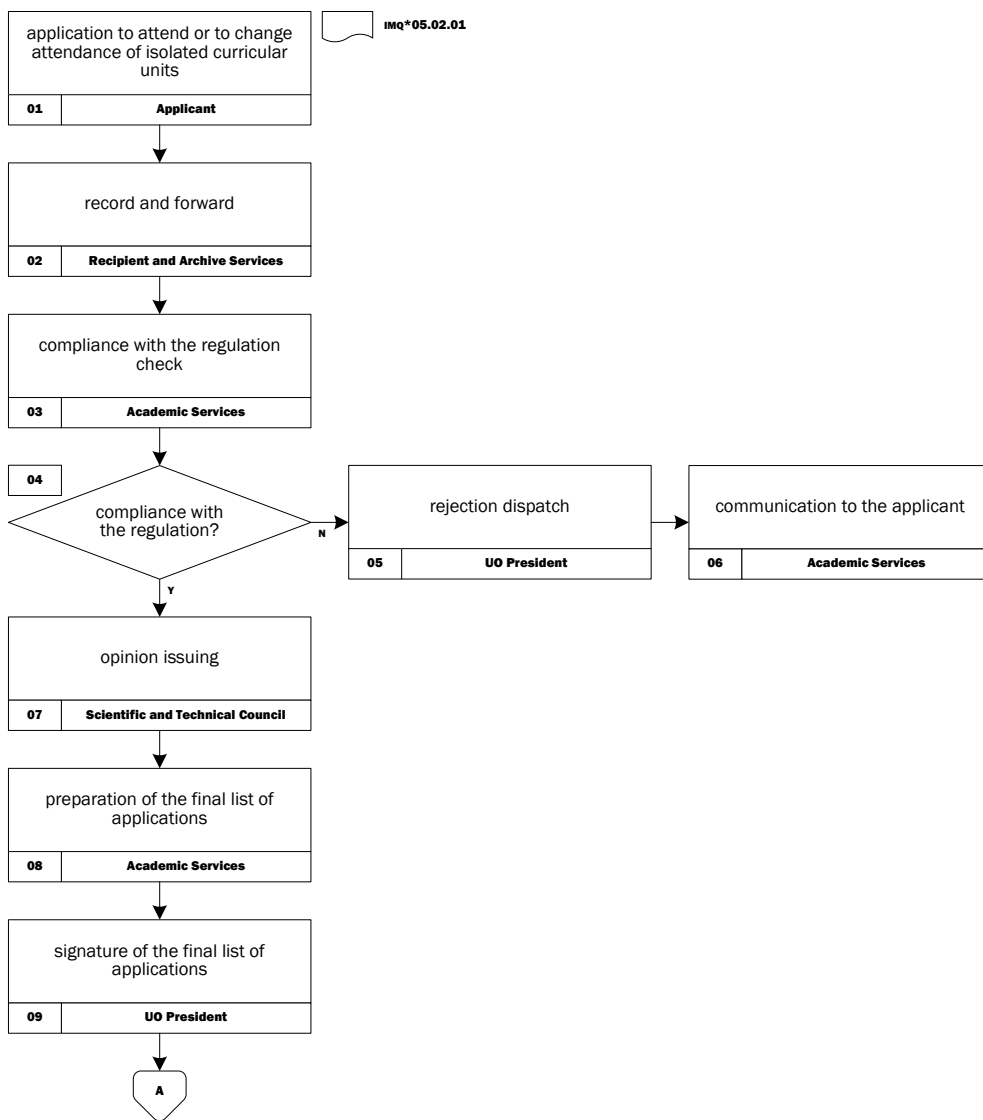 application to attend or to change
attendance of isolated curricular
units
01 Applicant
IMQ*05.02.01
record and forward
02 Recipient and Archive Services
compliance with the regulation
check
03 Academic Services
04
compliance with
the regulation?
N
Y
rejection dispatch
05 UO President
communication to the applicant
06 Academic Services
opinion issuing
07 Scientific and Technical Council
preparation of the final list of
applications
08 Academic Services
signature of the final list of
applications
09 UO President
A